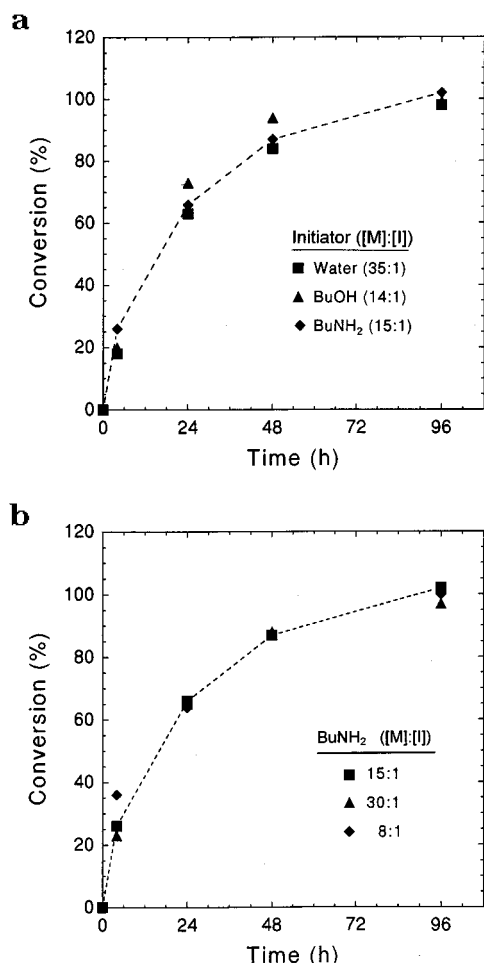 a
120
100
80
60
40
20
0
Conversion (%)
Initiator ([M]:[I])
Water (35:1)
BuOH (14:1)
BuNH₂ (15:1)
0 24 48 72 96
Time (h)
b
120
100
80
60
40
20
0
Conversion (%)
BuNH₂ ([M]:[I])
15:1
30:1
8:1
0 24 48 72 96
Time (h)